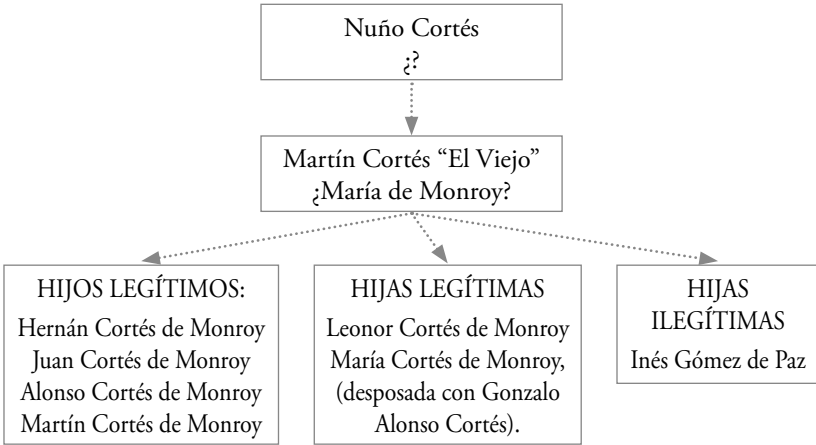 Nuño Cortés
¿?
Martín Cortés “El Viejo”
¿María de Monroy?
HIJOS LEGÍTIMOS:
Hernán Cortés de Monroy
Juan Cortés de Monroy
Alonso Cortés de Monroy
Martín Cortés de Monroy
HIJAS LEGÍTIMAS
Leonor Cortés de Monroy
María Cortés de Monroy,
(desposada con Gonzalo
Alonso Cortés).
HIJAS
ILEGÍTIMAS
Inés Gómez de Paz